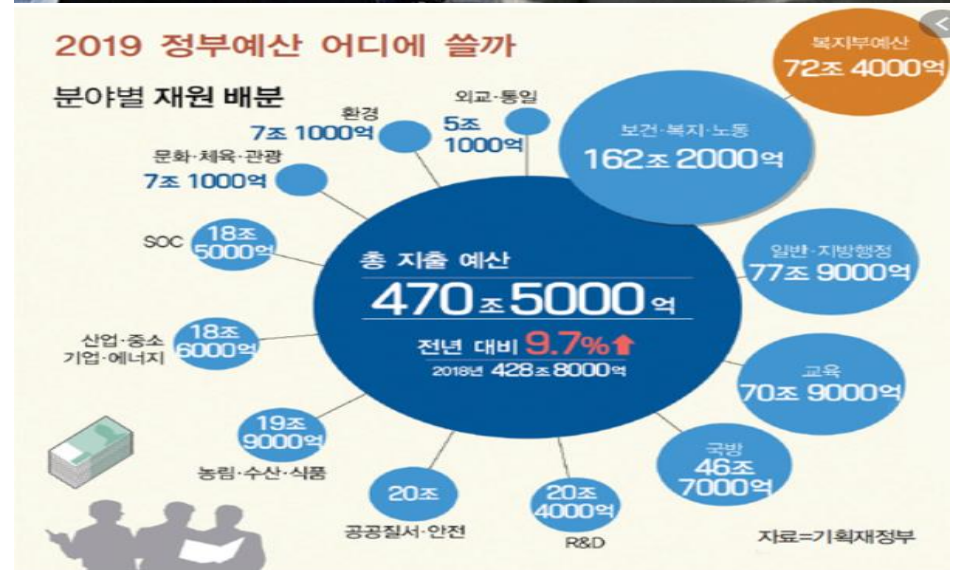 2019 정부예산 어디에 쓸까
분야별 재원 배분
복지부예산
72조 4000억
보건·복지·노동
162조 2000억
외교·통일
5조
1000억
환경
7조 1000억
문화·체육·관광
7조 1000억
SOC
18조
5000억
산업·중소
기업·에너지
18조
6000억
19조
9000억
농림·수산·식품
20조
공공질서·안전
20조
4000억
R&D
국방
46조
7000억
교육
70조 9000억
일반·지방행정
77조 9000억
총 지출 예산
470조 5000억
전년 대비 9.7%⬆
2018년 428조 8000억
자료=기획재정부